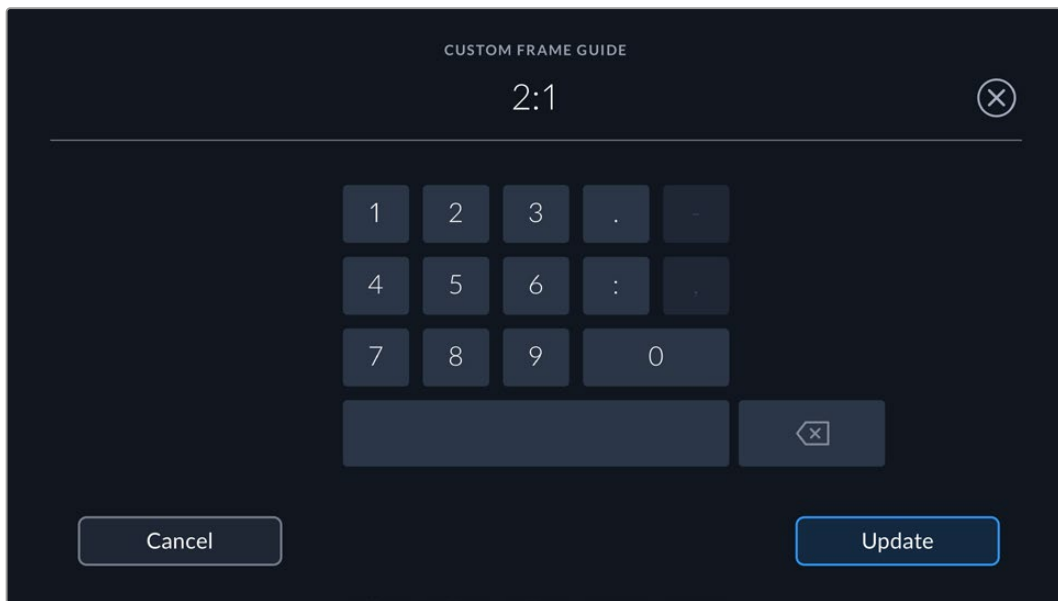 CUSTOM FRAME GUIDE
2:1
1 2 3 . -
4 5 6 : ,
7 8 9 0
Cancel Update